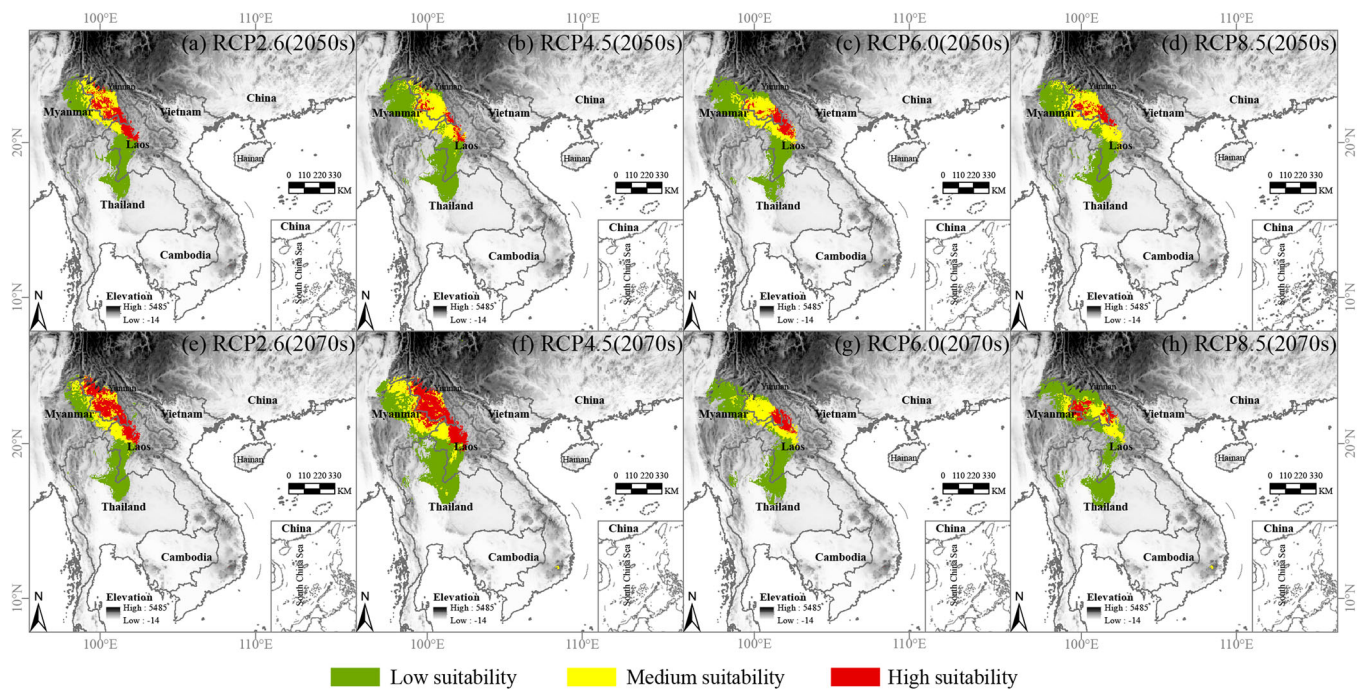 100°E 110°E 100°E 110°E
(a) RCP2.6(2050s) (b) RCP4.5(2050s) (c) RCP6.0(2050s) (d) RCP8.5(2050s)
Yunnan China Yunnan China Yunnan China Yunnan China
Myanmar Vietnam Myanmar Vietnam Myanmar Vietnam Myanmar Vietnam
20°N Laos Hainan Laos Hainan Laos Hainan Laos Hainan 20°N
0 110 220 330 0 110 220 330 0 110 220 330 0 110 220 330
KM KM KM KM
Thailand Thailand Thailand Thailand
China China China China
Cambodia South China Sea Cambodia South China Sea Cambodia South China Sea Cambodia South China Sea
10°N N Elevation N Elevation N Elevation N Elevation 10°N
High : 5485 High : 5485 High : 5485 High : 5485
Low : -14 Low : -14 Low : -14 Low : -14
(e) RCP2.6(2070s) (f) RCP4.5(2070s) (g) RCP6.0(2070s) (h) RCP8.5(2070s)
Yunnan China Yunnan China Yunnan China Yunnan China
Myanmar Vietnam Myanmar Vietnam Myanmar Vietnam Myanmar Vietnam
20°N Laos Hainan Laos Hainan Laos Hainan Laos Hainan 20°N
0 110 220 330 0 110 220 330 0 110 220 330 0 110 220 330
KM KM KM KM
Thailand Thailand Thailand Thailand
China China China China
Cambodia South China Sea Cambodia South China Sea Cambodia South China Sea Cambodia South China Sea
10°N N Elevation N Elevation N Elevation N Elevation 10°N
High : 5485 High : 5485 High : 5485 High : 5485
Low : -14 Low : -14 Low : -14 Low : -14
100°E 110°E 100°E 110°E 100°E 110°E 100°E 110°E
Low suitability Medium suitability High suitability